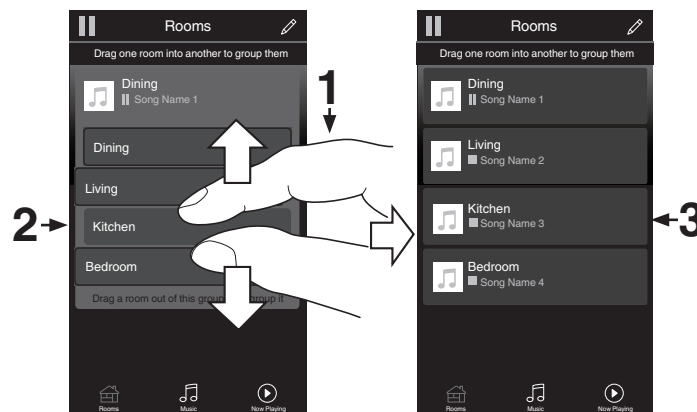 Rooms
Drag one room into another to group them
Dining
Song Name 1
Dining
Living
Kitchen
Bedroom
Drag a room out of this group group it
Rooms
Music
Now Playing
1
2
Rooms
Drag one room into another to group them
Dining
Song Name 1
Living
Song Name 2
Kitchen
Song Name 3
Bedroom
Song Name 4
Rooms
Music
Now Playing
3